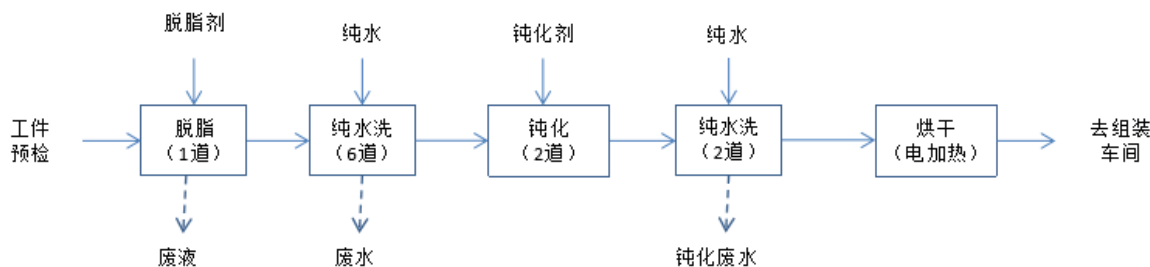 脱脂剂
纯水
钝化剂
纯水
工件
预检
脱脂
（1道）
纯水洗
（6道）
钝化
（2道）
纯水洗
（2道）
烘干
（电加热）
去组装
车间
废液
废水
钝化废水